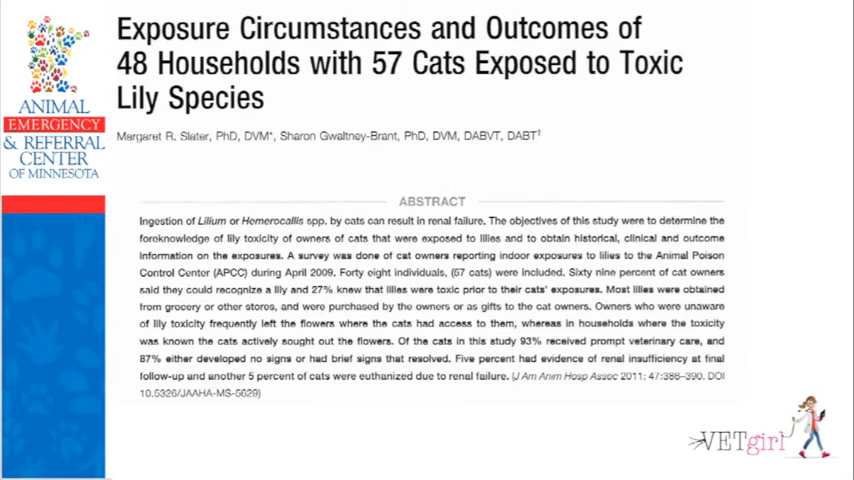 Exposure Circumstances and Outcomes of
48 Households with 57 Cats Exposed to Toxic
Lily Species
Margaret R. Slater, PhD, DVM*, Sharon Gwaltney-Brant, PhD, DVM, DABVT, DABT†
ANIMAL
EMERGENCY
& REFERRAL
CENTER
OF MINNESOTA
ABSTRACT
Ingestion of Lilium or Hemerocallis spp. by cats can result in renal failure. The objectives of this study were to determine the
foreknowledge of lily toxicity of owners of cats that were exposed to lilies and to obtain historical, clinical and outcome
information on the exposures. A survey was done of cat owners reporting indoor exposures to lilies to the Animal Poison
Control Center (APCC) during April 2009. Forty eight individuals, (57 cats) were included. Sixty nine percent of cat owners
said they could recognize a lily and 27% knew that lilies were toxic prior to their cats' exposures. Most lilies were obtained
from grocery or other stores, and were purchased by the owners or as gifts to the cat owners. Owners who were unaware
of lily toxicity frequently left the flowers where the cats had access to them, whereas in households where the toxicity
was known the cats actively sought out the flowers. Of the cats in this study 93% received prompt veterinary care, and
87% either developed no signs or had brief signs that resolved. Five percent had evidence of renal insufficiency at final
follow-up and another 5 percent of cats were euthanized due to renal failure. (J Am Anim Hosp Assoc 2011; 47:386–390. DOI
10.5326/JAAHA-MS-5629)
VETgirl